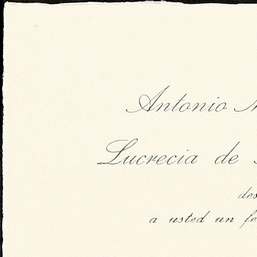 Antonio
Lucrecia de
a usted un